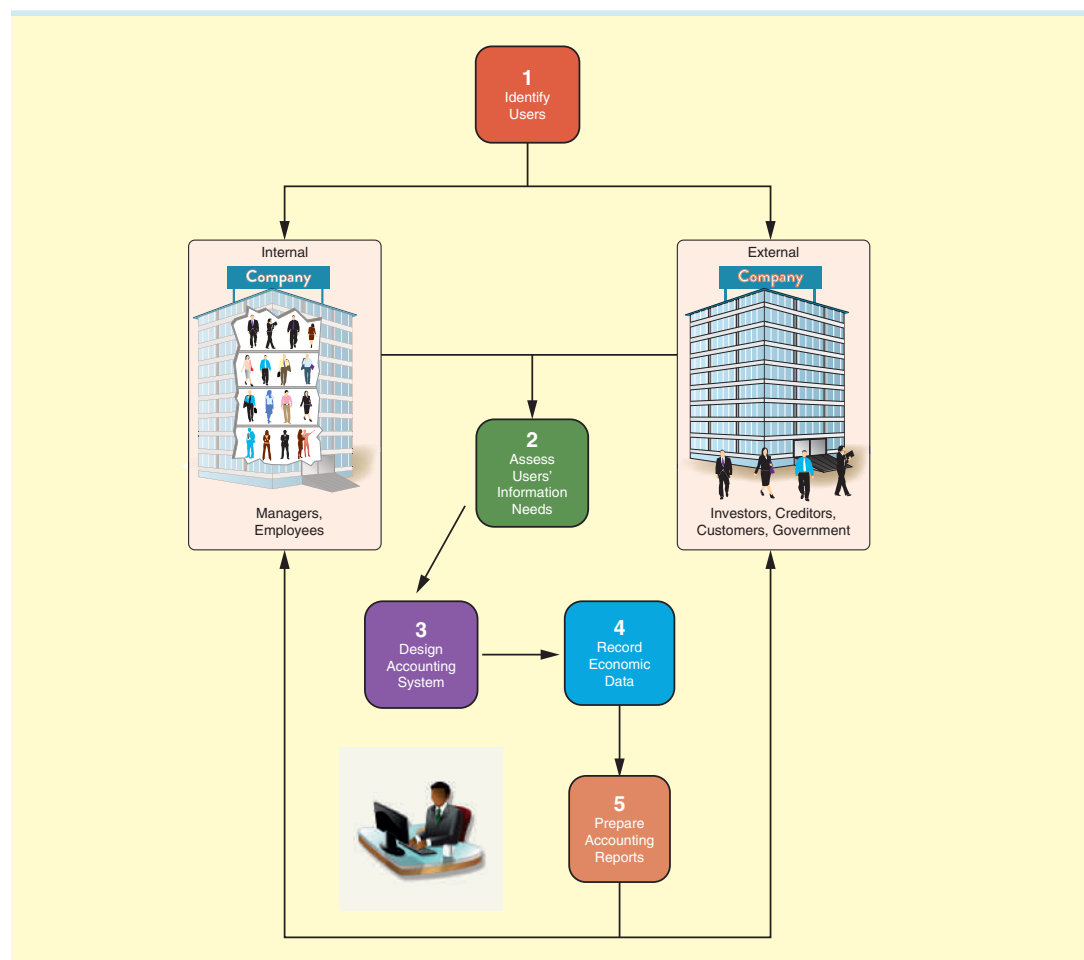 1
Identify
Users
Internal
Company
Managers,
Employees
External
Company
Investors, Creditors,
Customers, Government
2
Assess
Users’
Information
Needs
3
Design
Accounting
System
4
Record
Economic
Data
5
Prepare
Accounting
Reports